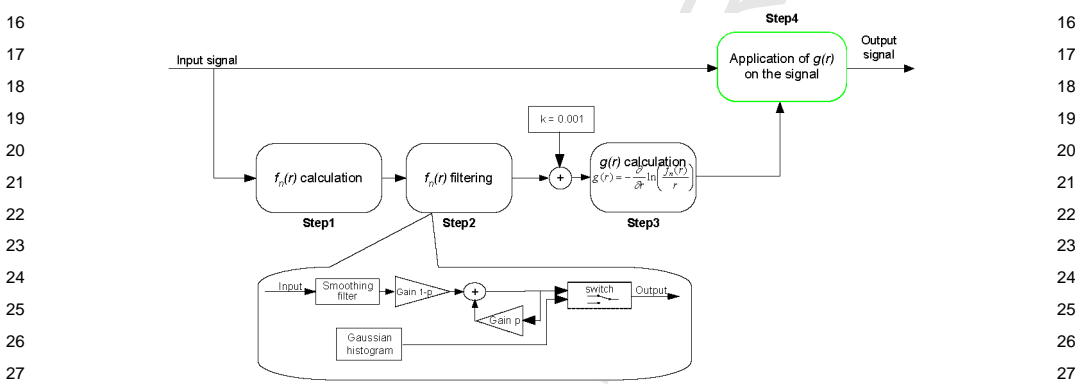 16 16
Step4
17 17
Input signal
Output signal
Application of g(r) on the signal
18 18
19 19
k = 0.001
20 20
fn(r) calculation
fn(r) filtering
+
g(r) calculation
g(r) = -∂/∂r ln(fn(r)/r)
21 21
22 22
Step1
Step2
Step3
23 23
24 24
Input
Smoothing filter
Gain 1-p
+
switch
Output
25 25
Gain p
26 26
Gaussian histogram
27 27